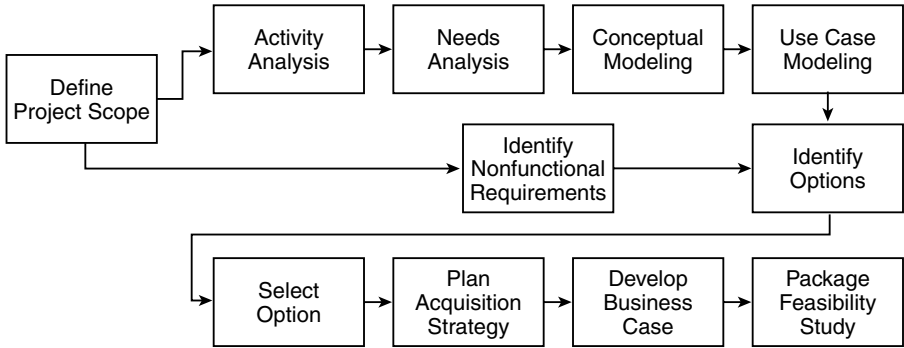 Activity
Analysis
Needs
Analysis
Conceptual
Modeling
Use Case
Modeling
Define
Project Scope
Identify
Nonfunctional
Requirements
Identify
Options
Select
Option
Plan
Acquisition
Strategy
Develop
Business
Case
Package
Feasibility
Study